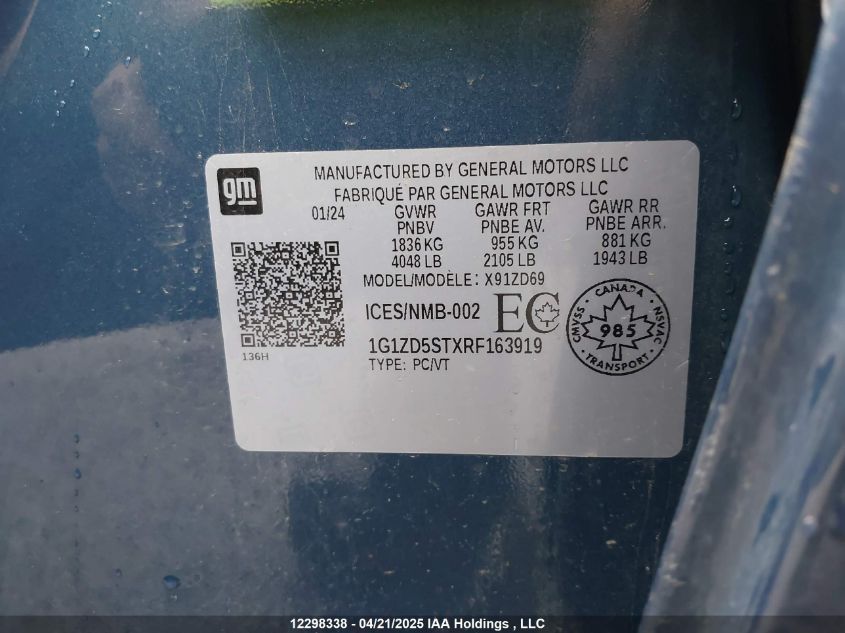 gm
MANUFACTURED BY GENERAL MOTORS LLC
FABRIQUÉ PAR GENERAL MOTORS LLC
01/24 GVWR GAWR FRT GAWR RR
PNBV PNBE AV. PNBE ARR.
1836 KG 955 KG 881 KG
4048 LB 2105 LB 1943 LB
MODEL/MODÈLE: X91ZD69
ICES/NMB-002 EC
CANADA
CMVSS 985 NSVAC
TRANSPORT
136H
1G1ZD5STXRF163919
TYPE: PC/VT
12298338 - 04/21/2025 IAA Holdings , LLC